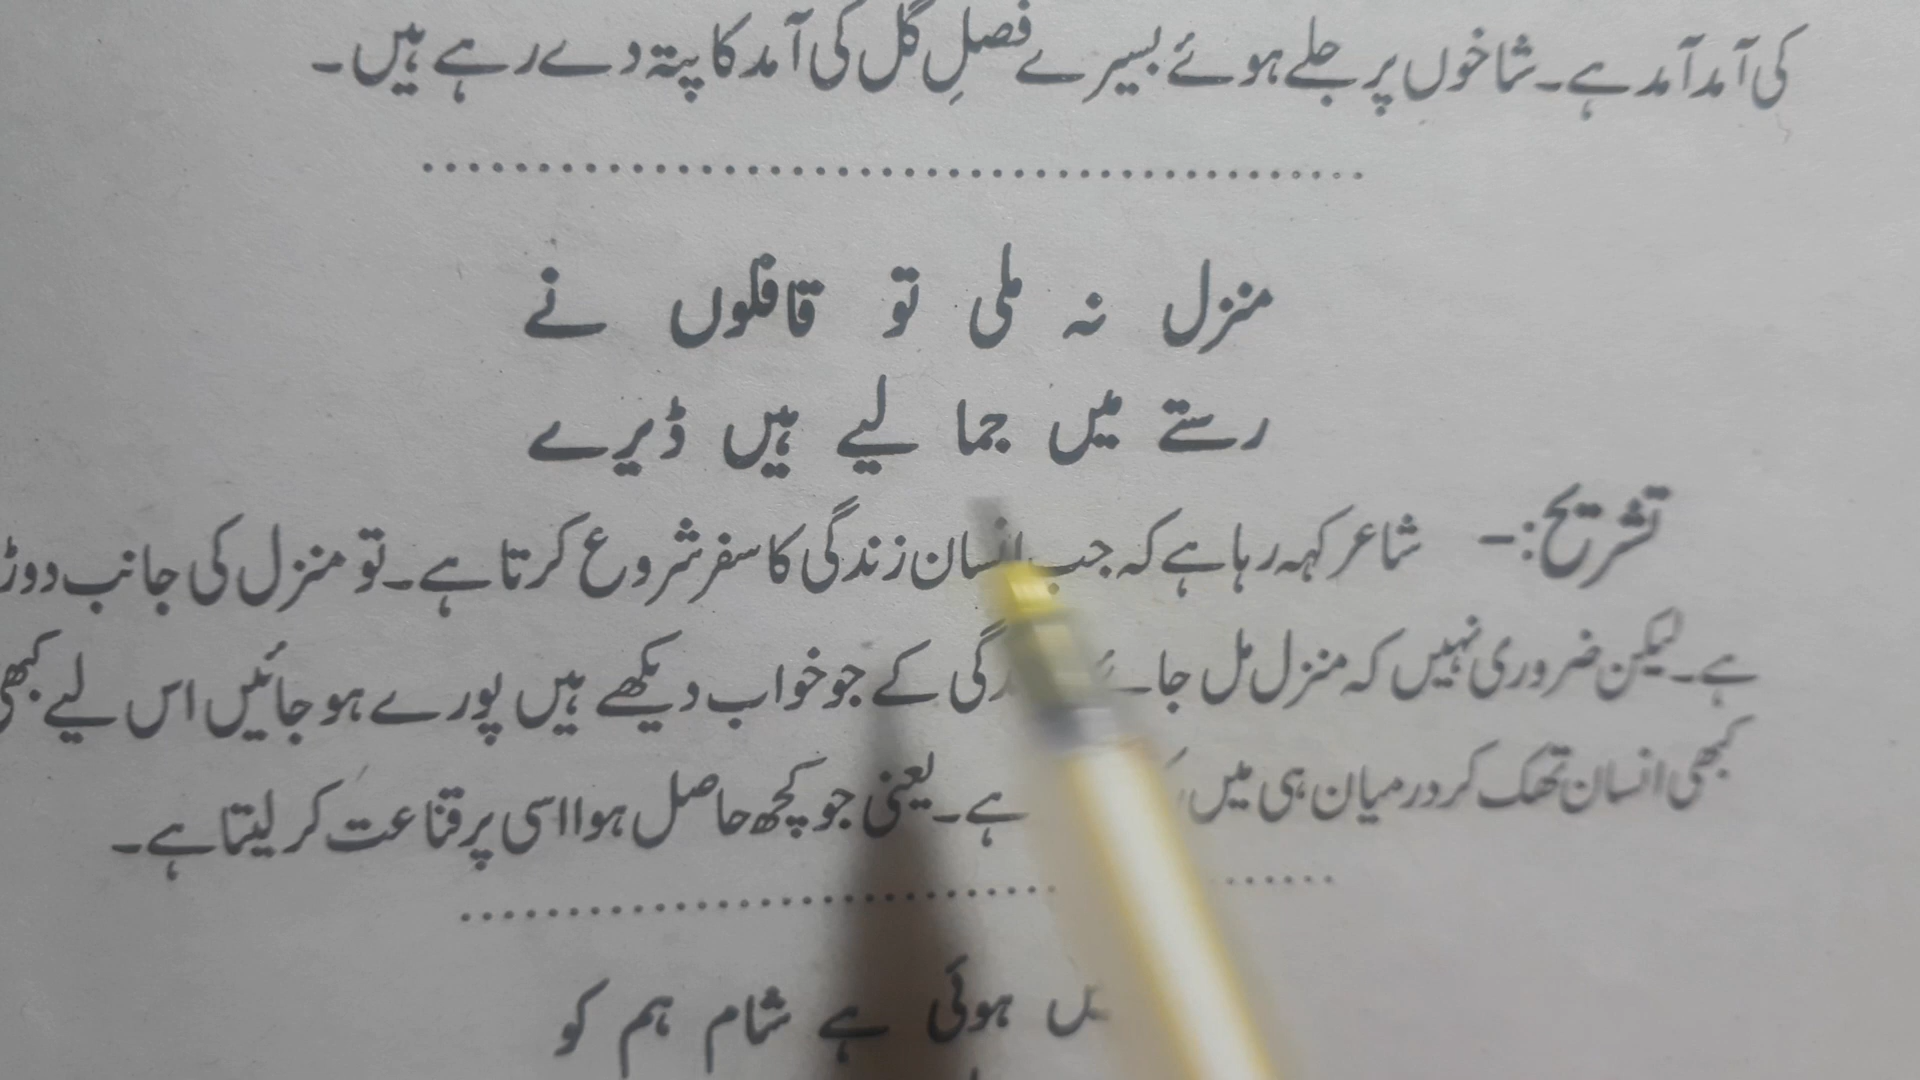 کی آمد آمد ہے۔ شاخوں پر جلے ہوئے بسیرے فصلِ گل کی آمد کا پتہ دے رہے ہیں۔
منزل نہ ملی تو قافلوں نے
رستے میں جما لیے ہیں ڈیرے
تشریح:- شاعر کہہ رہا ہے کہ جب انسان زندگی کا سفر شروع کرتا ہے۔ تو منزل کی جانب دوڑ
ہے۔ لیکن ضروری نہیں کہ منزل مل جائے کے جو خواب دیکھے ہیں پورے ہو جائیں اس لیے کبھی
کبھی انسان تھک کر درمیان ہی میں ہے۔ یعنی جو کچھ حاصل ہوا اسی پر قناعت کر لیتا ہے۔
ہوئی ہے شام ہم کو